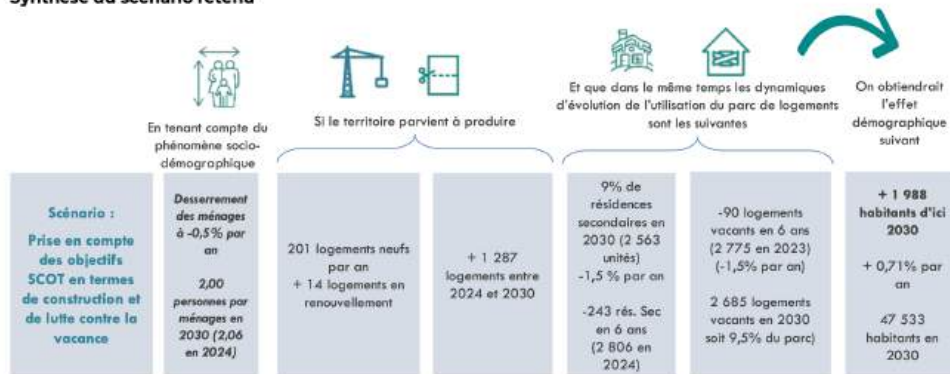 Synthèse du scénario retenu
En tenant compte du
phénomène socio-
démographique
Si le territoire parvient à produire
Et que dans le même temps les dynamiques
d'évolution de l'utilisation du parc de logements
sont les suivantes
On obtiendrait
l'effet
démographique
suivant
Scénario :
Prise en compte
des objectifs
SCOT en termes
de construction et
de lutte contre la
vacance
Desserrement
des ménages
à -0,5% par
an
2,00
personnes par
ménages en
2030 (2,06
en 2024)
201 logements neufs
par an
+ 14 logements en
renouvellement
+ 1 287
logements entre
2024 et 2030
9% de
résidences
secondaires en
2030 (2 563
unités)
-1,5 % par an
-243 rés. Sec
en 6 ans
(2 806 en
2024)
-90 logements
vacants en 6 ans
(2 775 en 2023)
(-1,5% par an)
2 685 logements
vacants en 2030
soit 9,5% du parc)
+ 1 988
habitants d'ici
2030
+ 0,71% par
an
47 533
habitants en
2030